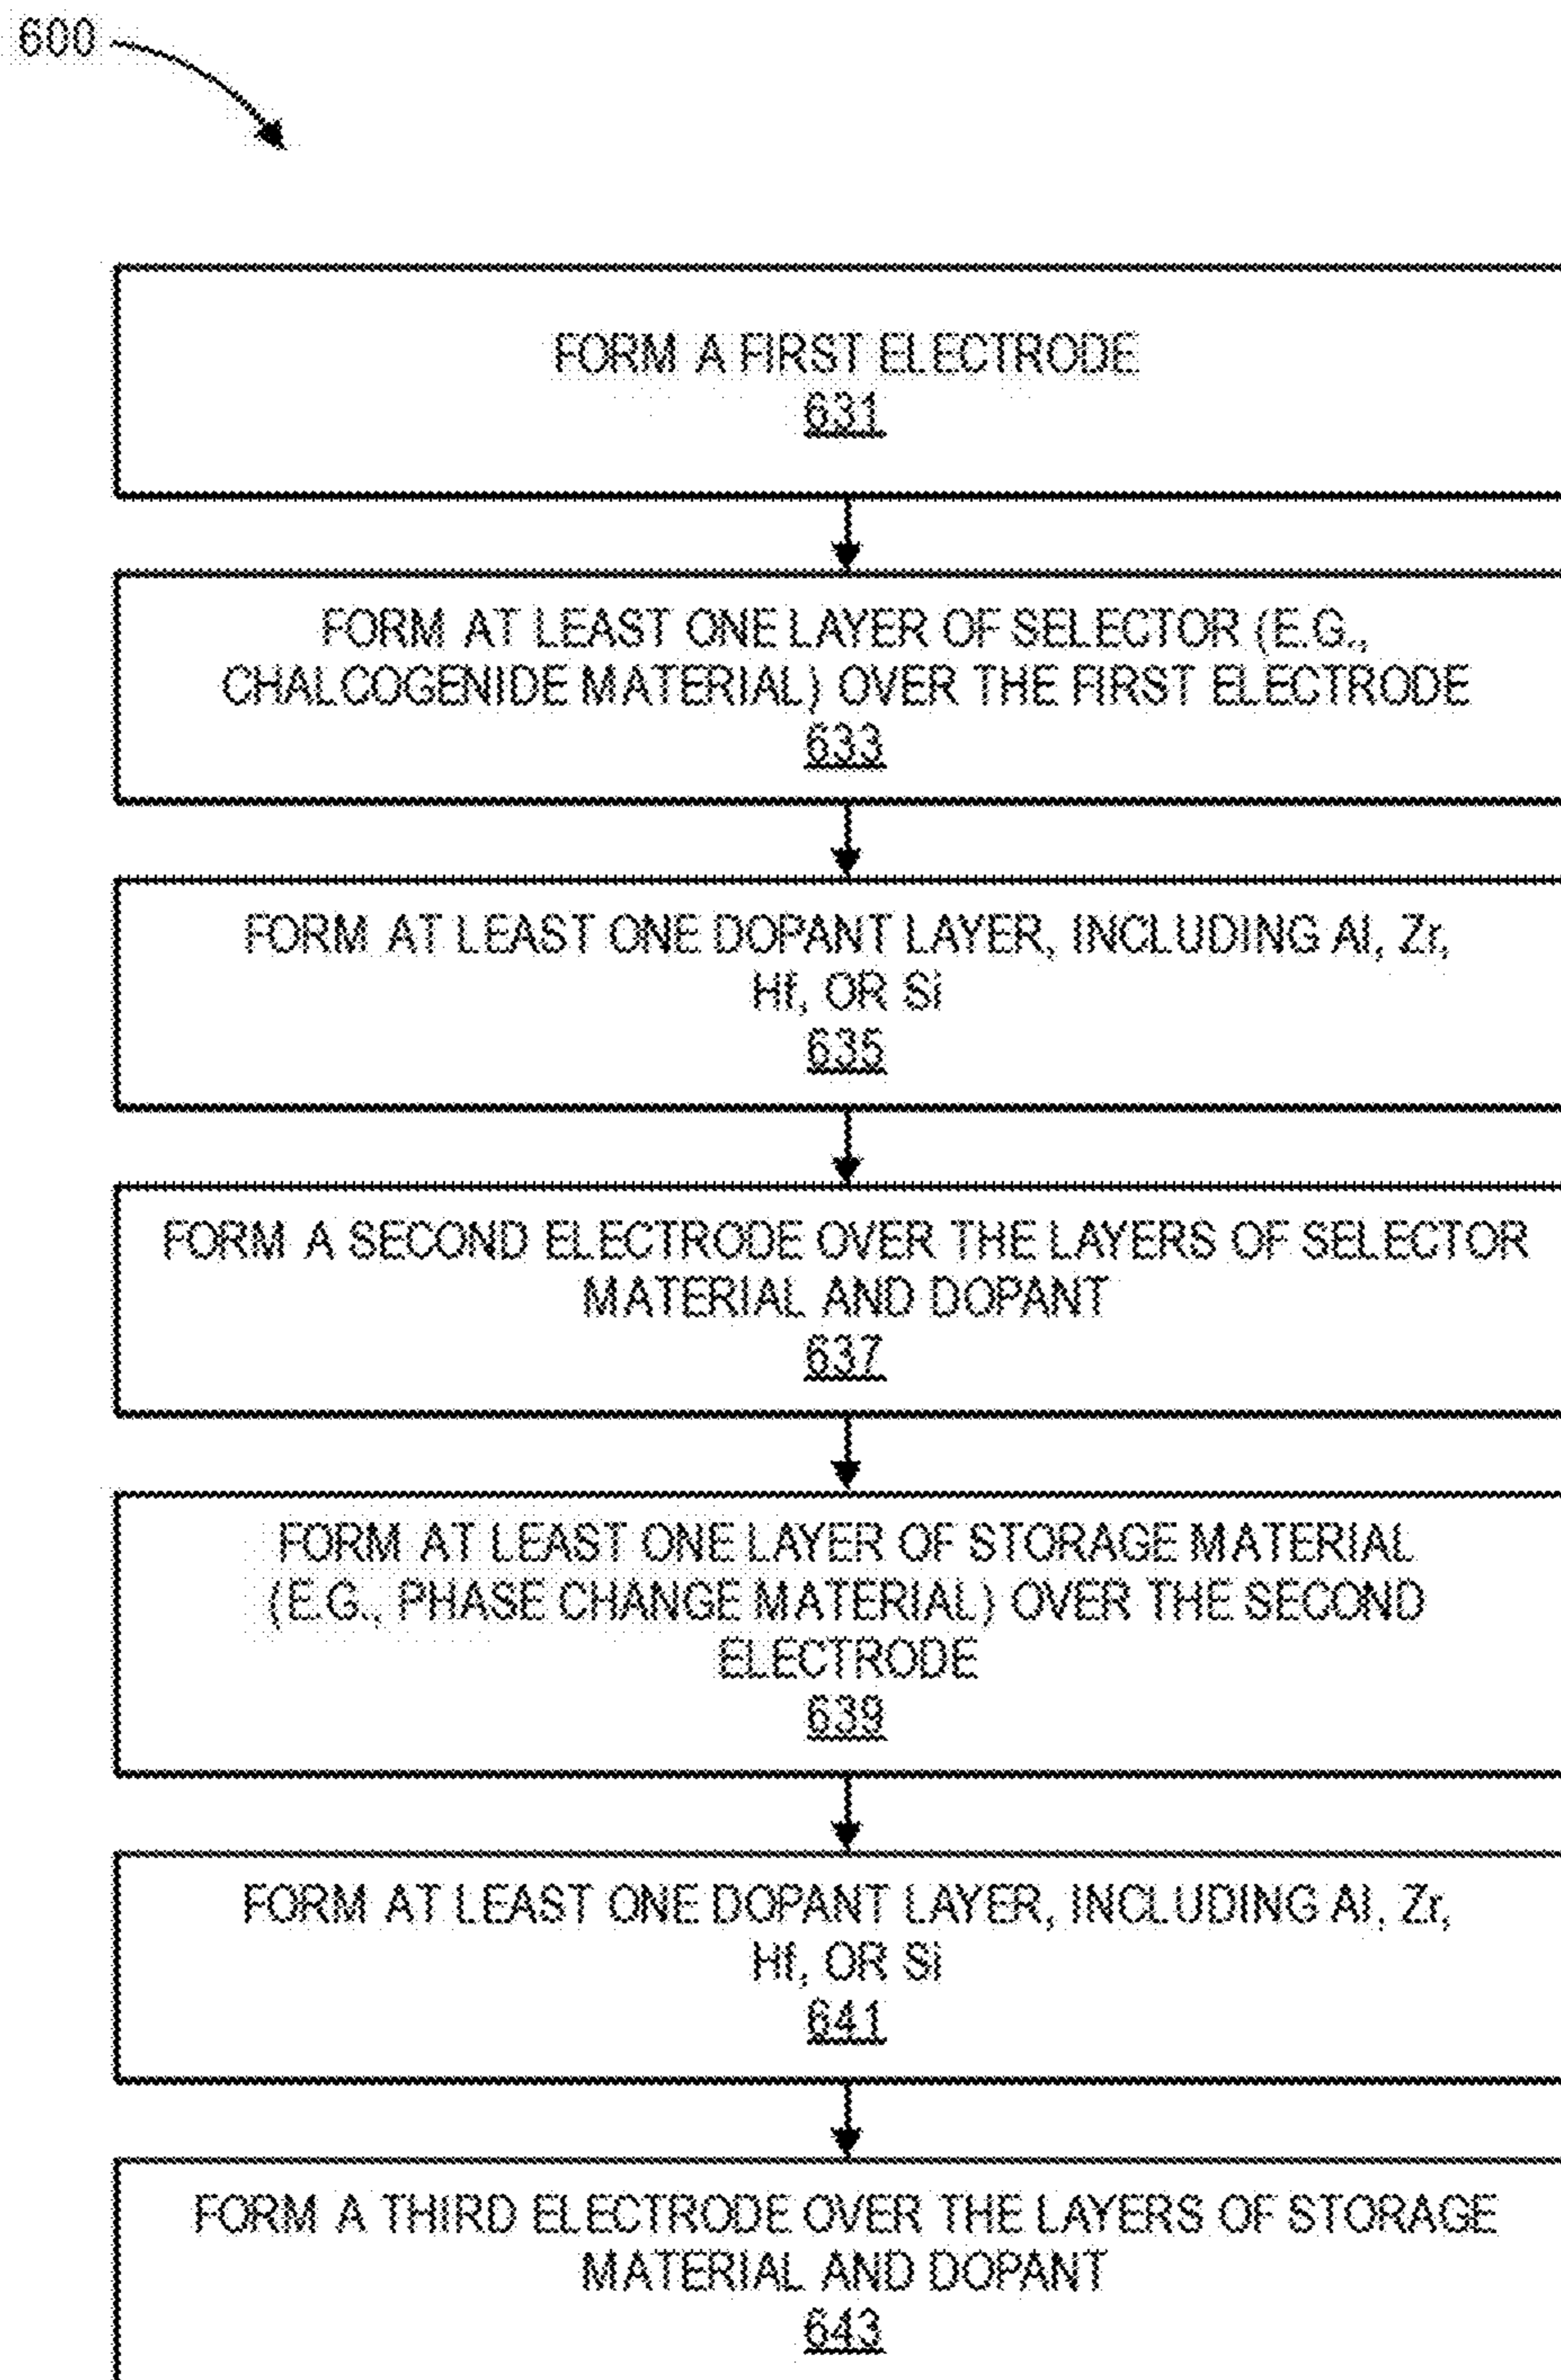 600
FORM A FIRST ELECTRODE
631
FORM AT LEAST ONE LAYER OF SELECTOR (E.G.,
CHALCOGENIDE MATERIAL) OVER THE FIRST ELECTRODE
633
FORM AT LEAST ONE DOPANT LAYER, INCLUDING Al, Zr,
Hf, OR Si
635
FORM A SECOND ELECTRODE OVER THE LAYERS OF SELECTOR
MATERIAL AND DOPANT
637
FORM AT LEAST ONE LAYER OF STORAGE MATERIAL
(E.G., PHASE CHANGE MATERIAL) OVER THE SECOND
ELECTRODE
639
FORM AT LEAST ONE DOPANT LAYER, INCLUDING Al, Zr,
Hf, OR Si
641
FORM A THIRD ELECTRODE OVER THE LAYERS OF STORAGE
MATERIAL AND DOPANT
643